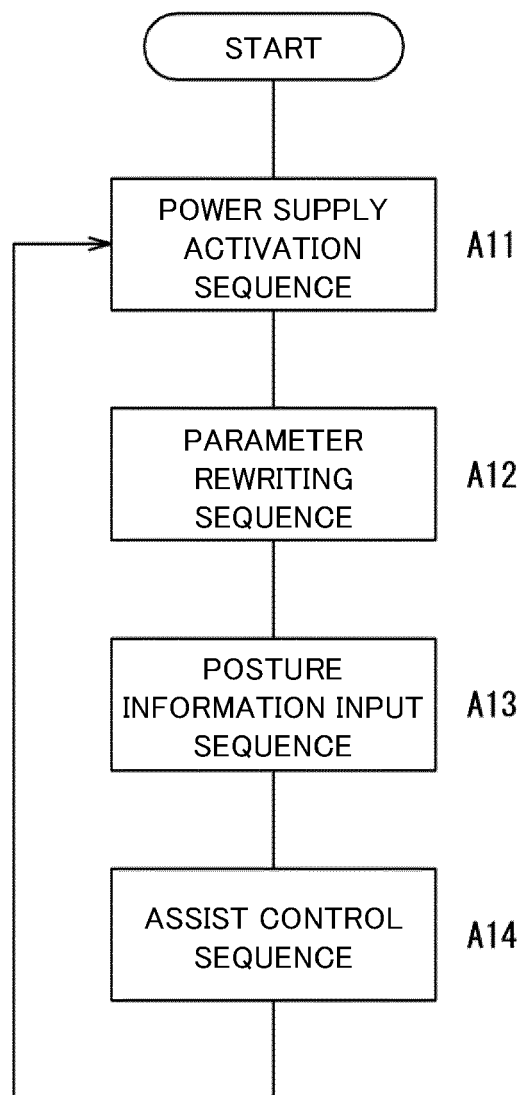 START
POWER SUPPLY
ACTIVATION
SEQUENCE
A11
PARAMETER
REWRITING
SEQUENCE
A12
POSTURE
INFORMATION INPUT
SEQUENCE
A13
ASSIST CONTROL
SEQUENCE
A14